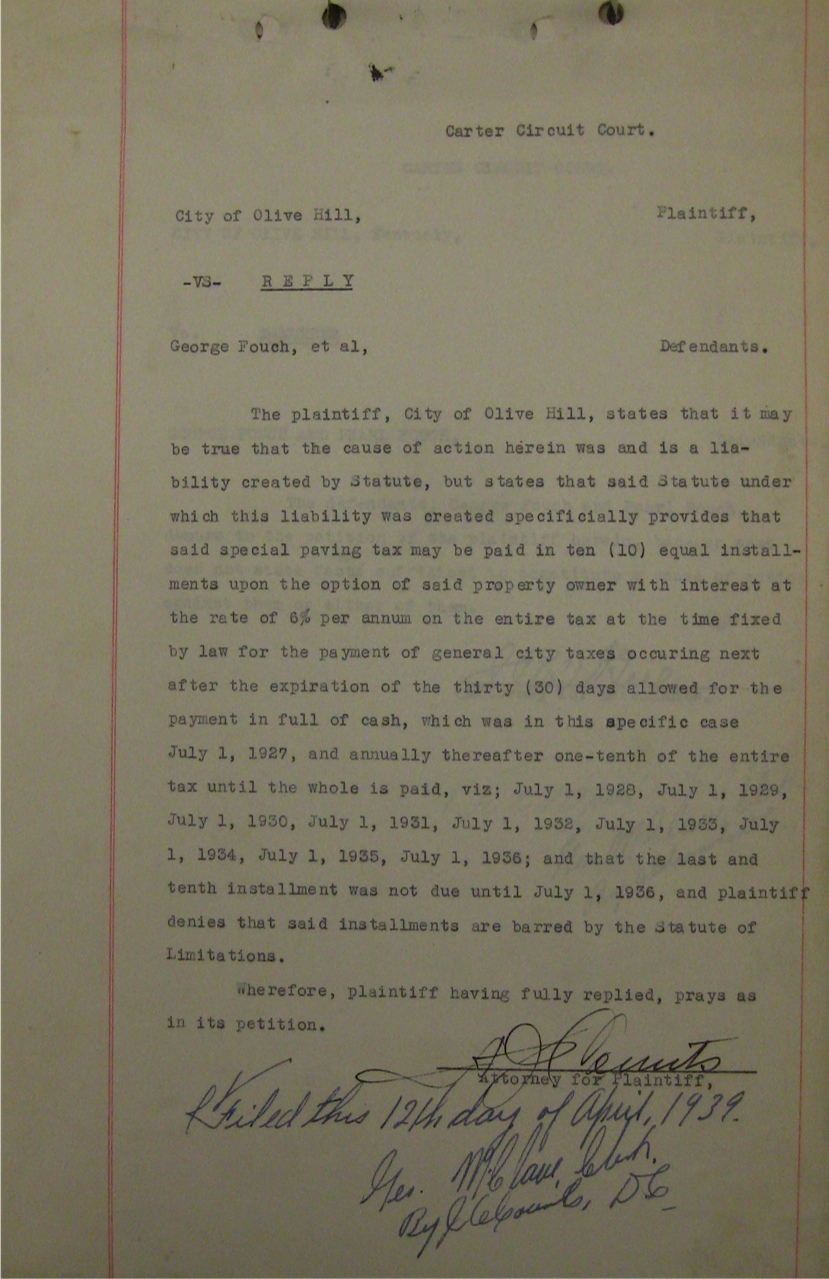 Carter Circuit Court.
City of Olive Hill, Plaintiff,
-VS- R E P L Y
George Fouch, et al, Defendants.
The plaintiff, City of Olive Hill, states that it may
be true that the cause of action herein was and is a lia-
bility created by Statute, but states that said Statute under
which this liability was created specificially provides that
said special paving tax may be paid in ten (10) equal install-
ments upon the option of said property owner with interest at
the rate of 6% per annum on the entire tax at the time fixed
by law for the payment of general city taxes occuring next
after the expiration of the thirty (30) days allowed for the
payment in full of cash, which was in this specific case
July 1, 1927, and annually thereafter one-tenth of the entire
tax until the whole is paid, viz; July 1, 1928, July 1, 1929,
July 1, 1930, July 1, 1931, July 1, 1932, July 1, 1933, July
1, 1934, July 1, 1935, July 1, 1936; and that the last and
tenth installment was not due until July 1, 1936, and plaintiff
denies that said installments are barred by the Statute of
Limitations.
Wherefore, plaintiff having fully replied, prays as
in its petition.
Attorney for Plaintiff,
Filed this 12th day of April, 1939.
Geo. McClave, Clerk.
By Counts, DC